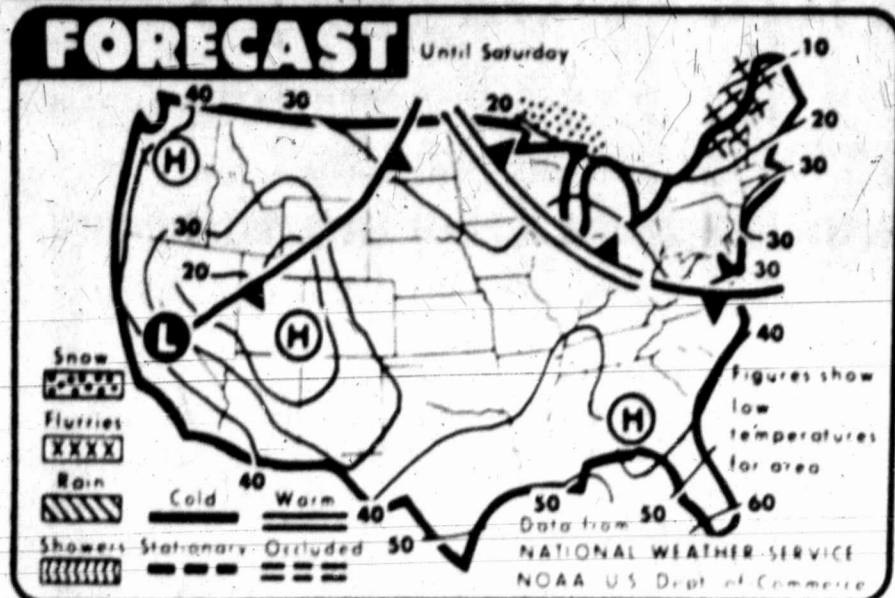 FORECAST Until Saturday
10
40 30 20
20
H
30
30
30
20
30
L H
40
Snow
Figures show
Flurries
low
H
temperatures
Rain
for area
40
Cold Warm
40
50 50 60
Data from
Showers Stationary Occluded
50
NATIONAL WEATHER SERVICE
NOAA U S Dept of Commerce